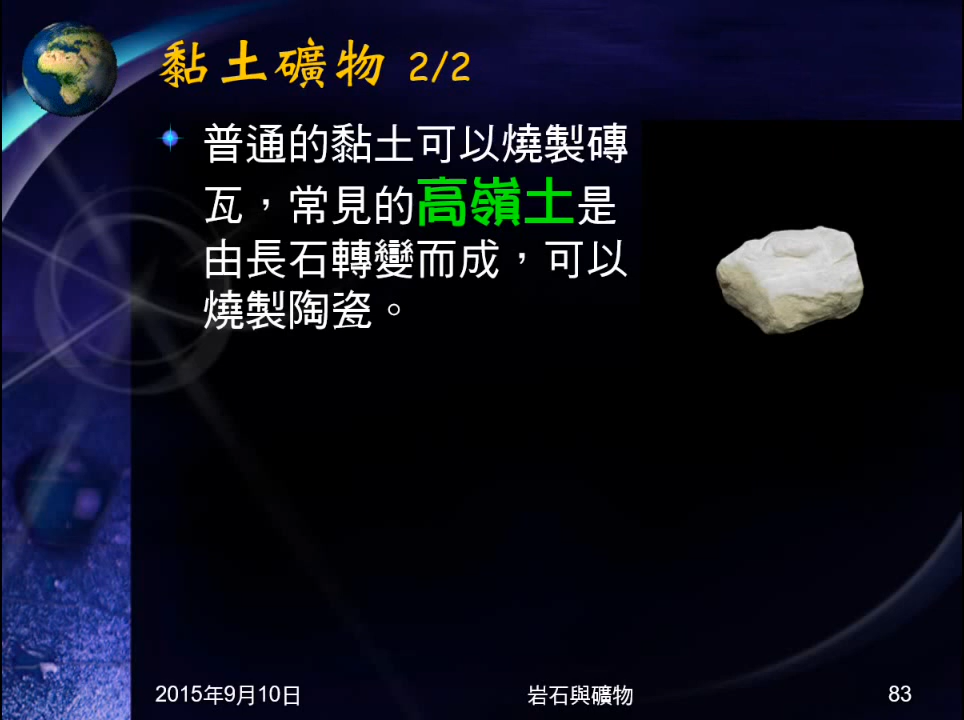 黏土礦物 2/2
普通的黏土可以燒製磚
瓦，常見的高嶺土是
由長石轉變而成，可以
燒製陶瓷。
2015年9月10日
岩石與礦物
83